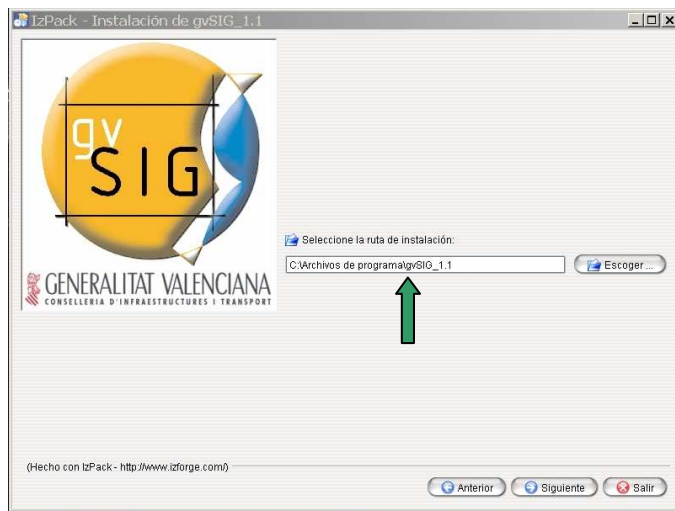 IzPack - Instalación de gvSIG_1.1
gv
SIG
GENERALITAT VALENCIANA
CONSELLERIA D'INFRAESTRUCTURES I TRANSPORT
Seleccione la ruta de instalación:
C:\Archivos de programa\gvSIG_1.1
Escoger ...
(Hecho con IzPack - http://www.izforge.com/)
Anterior
Siguiente
Salir